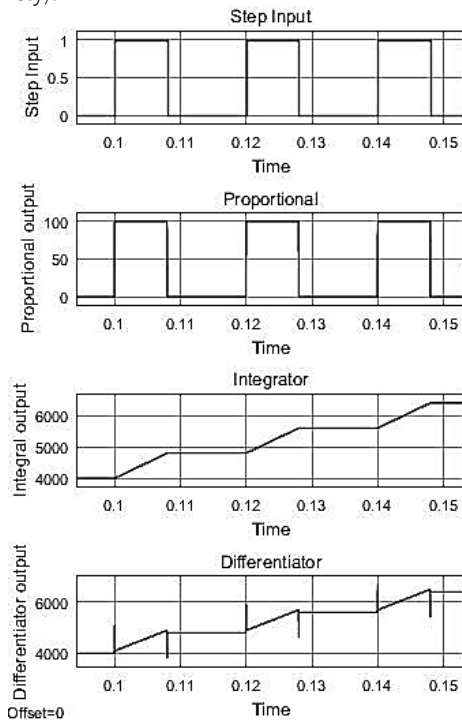 Step Input
Step Input
1
0.5
0
0.1 0.11 0.12 0.13 0.14 0.15
Time
Proportional
Proportional output
100
50
0
0.1 0.11 0.12 0.13 0.14 0.15
Time
Integrator
Integral output
6000
5000
4000
0.1 0.11 0.12 0.13 0.14 0.15
Time
Differentiator
Differentiator output
6000
4000
0.1 0.11 0.12 0.13 0.14 0.15
Offset=0
Time